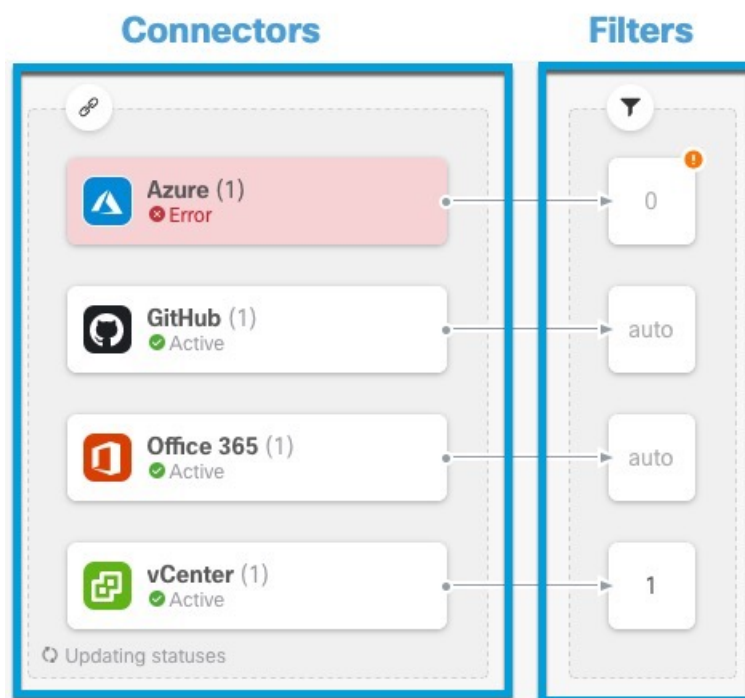 Connectors
Filters
Azure (1)
Error
0
GitHub (1)
Active
auto
Office 365 (1)
Active
auto
vCenter (1)
Active
1
Updating statuses